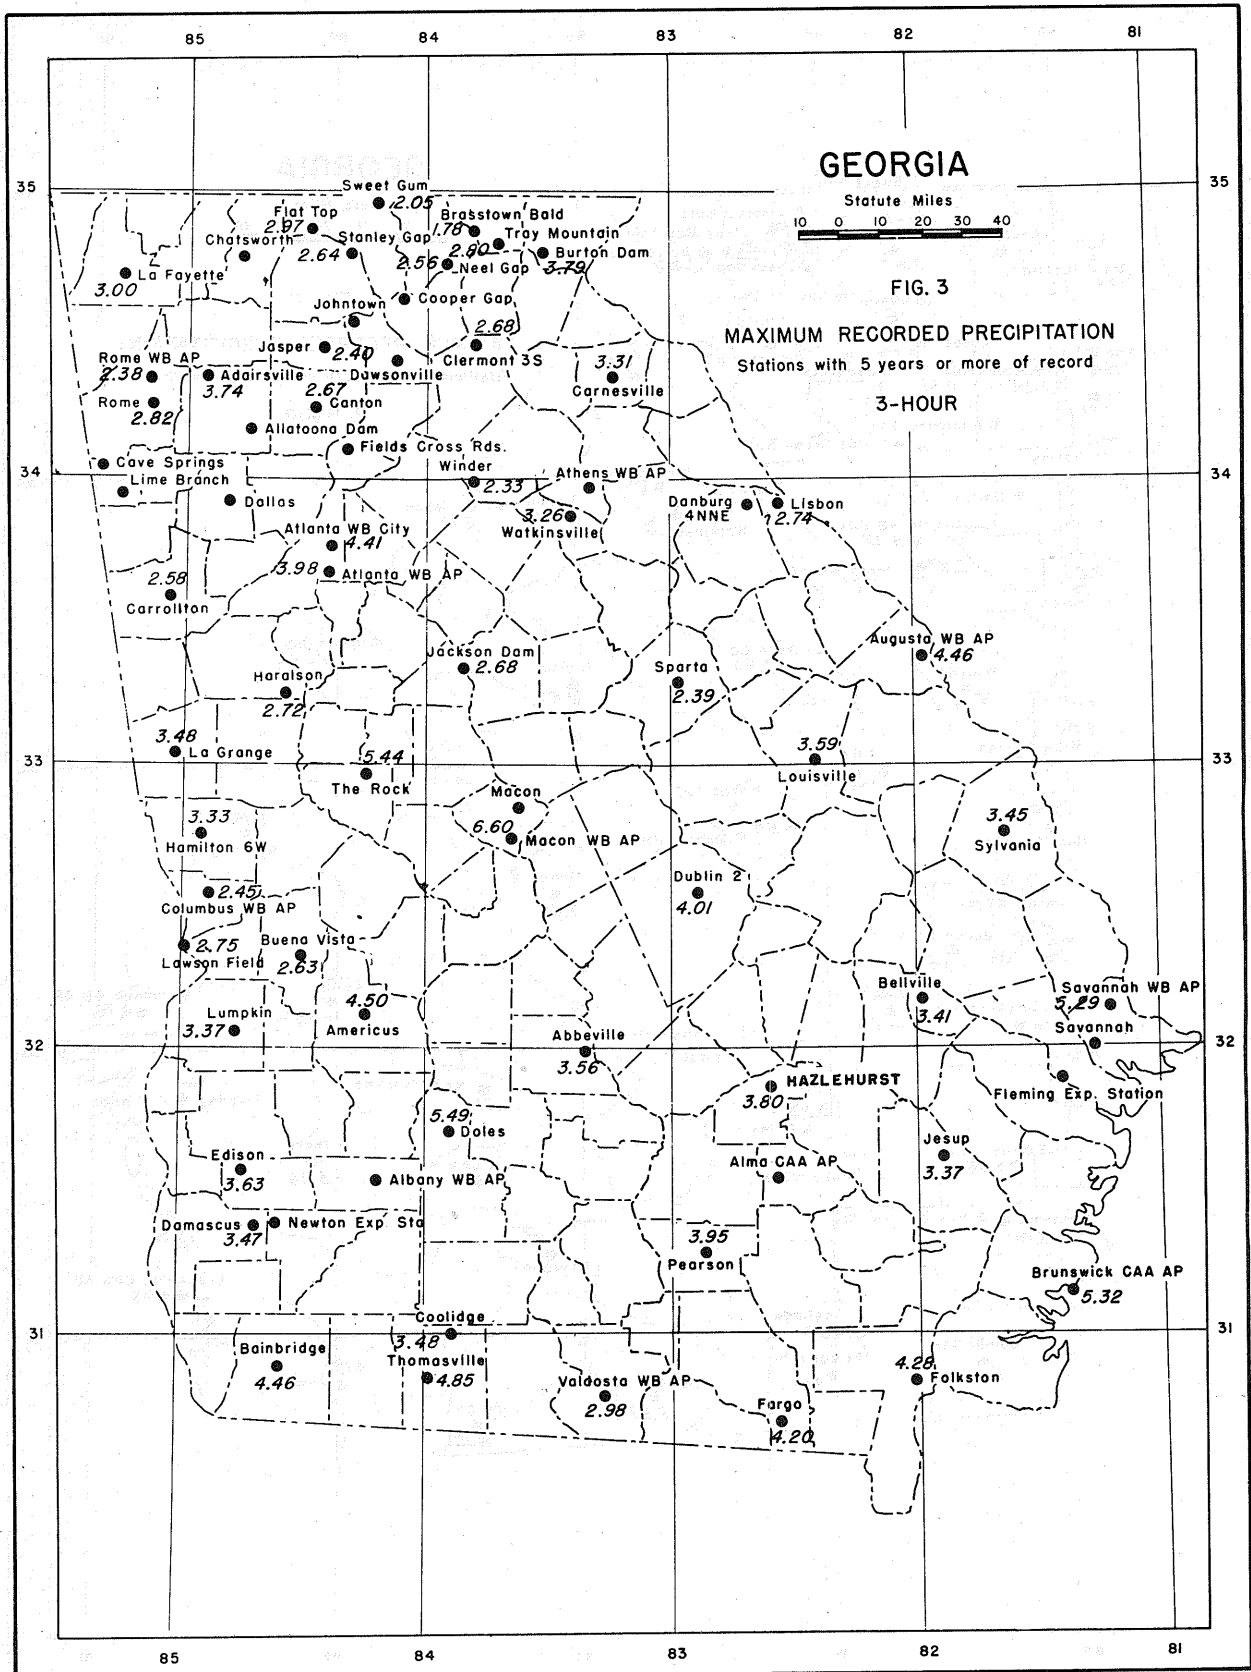 85 84 83 82 81
GEORGIA
Statute Miles
10 0 10 20 30 40
FIG. 3
MAXIMUM RECORDED PRECIPITATION
Stations with 5 years or more of record
3-HOUR
35 35
Sweet Gum
2.05
Flat Top
2.97
Brasstown Bald
1.78
Tray Mountain
2.80
Chatsworth
Stanley Gap
2.64
2.56
Neel Gap
Burton Dam
3.79
La Fayette
3.00
Cooper Gap
Johntown
2.68
Clermont 3S
Jasper
2.40
Dawsonville
3.31
Carnesville
Rome WB AP
2.38
Adairsville
3.74
2.67
Canton
Rome
2.82
Allatoona Dam
Fields Cross Rds.
34 34
Cave Springs
Lime Branch
Dallas
Winder
2.33
Athens WB AP
3.26
Watkinsville
Danburg
4NNE
Lisbon
2.74
Atlanta WB City
4.41
3.98
Atlanta WB AP
2.58
Carrollton
Augusta WB AP
4.46
Jackson Dam
2.68
Sparta
2.39
Haralson
2.72
3.48
La Grange
33 33
5.44
The Rock
3.59
Louisville
3.33
Hamilton 6W
Macon
6.60
Macon WB AP
3.45
Sylvania
Dublin 2
4.01
2.45
Columbus WB AP
2.75
Lawson Field
Buena Vista
2.63
4.50
Americus
Lumpkin
3.37
Bellville
3.41
Savannah WB AP
5.29
Savannah
32 32
Abbeville
3.56
HAZLEHURST
3.80
Fleming Exp. Station
5.49
Doles
Jesup
3.37
Edison
3.63
Albany WB AP
Alma CAA AP
Damascus
3.47
Newton Exp. Sta
3.95
Pearson
Brunswick CAA AP
5.32
31 31
Coolidge
3.48
Bainbridge
4.46
Thomasville
4.85
Valdosta WB AP
2.98
4.28
Folkston
Fargo
4.20
85 84 83 82 81